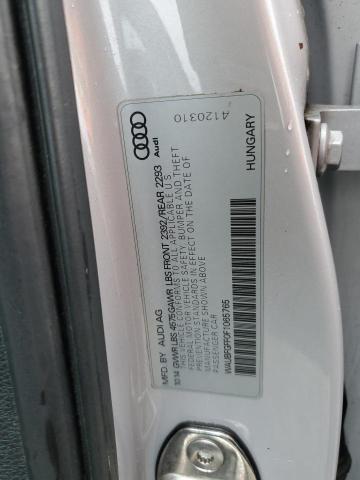 4120310
Audi
HUNGARY
MFD. BY AUDI AG
10.14 GVWR LBS 4575 GAWR LBS FRONT 2392/REAR 2293
THIS VEHICLE CONFORMS TO ALL APPLICABLE U.S.
FEDERAL MOTOR VEHICLE SAFETY, BUMPER AND THEFT
PREVENTION STANDARDS IN EFFECT ON THE DATE OF
MANUFACTURE SHOWN ABOVE
PASSENGER CAR
WAUBFGFF0F1065765